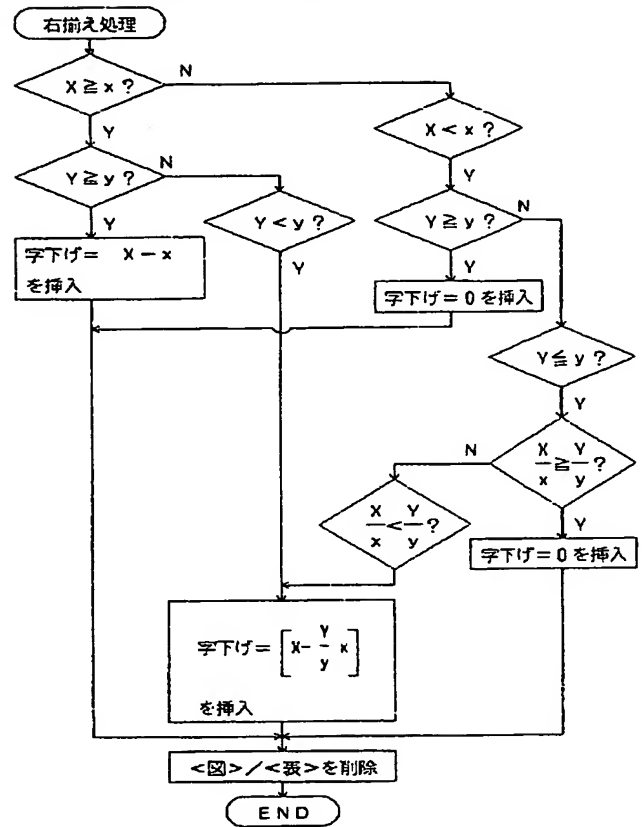 右揃え処理
X≧x?
N
X<x?
Y
Y
Y≧y?
N
Y<y?
Y≧y?
N
Y
Y
Y
字下げ= X-x
を挿入
字下げ=0を挿入
Y≦y?
Y
X/x≧Y/y?
N
X/x<Y/y?
Y
字下げ=0を挿入
字下げ=[X-Y/y x]
を挿入
<図>/<表>を削除
END